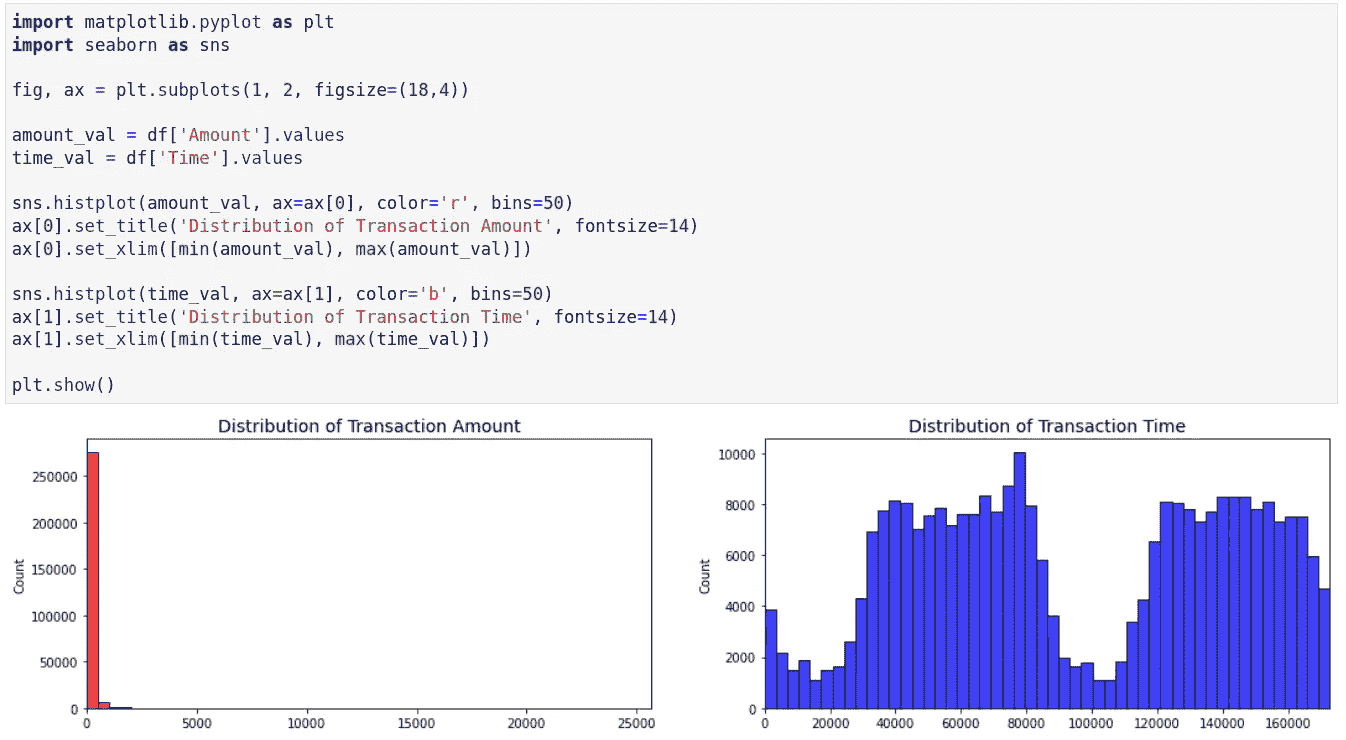 import matplotlib.pyplot as plt
import seaborn as sns
fig, ax = plt.subplots(1, 2, figsize=(18,4))
amount_val = df['Amount'].values
time_val = df['Time'].values
sns.histplot(amount_val, ax=ax[0], color='r', bins=50)
ax[0].set_title('Distribution of Transaction Amount', fontsize=14)
ax[0].set_xlim([min(amount_val), max(amount_val)])
sns.histplot(time_val, ax=ax[1], color='b', bins=50)
ax[1].set_title('Distribution of Transaction Time', fontsize=14)
ax[1].set_xlim([min(time_val), max(time_val)])
plt.show()
Distribution of Transaction Amount
Count
250000
200000
150000
100000
50000
0
0 5000 10000 15000 20000 25000
Distribution of Transaction Time
Count
10000
8000
6000
4000
2000
0
0 20000 40000 60000 80000 100000 120000 140000 160000